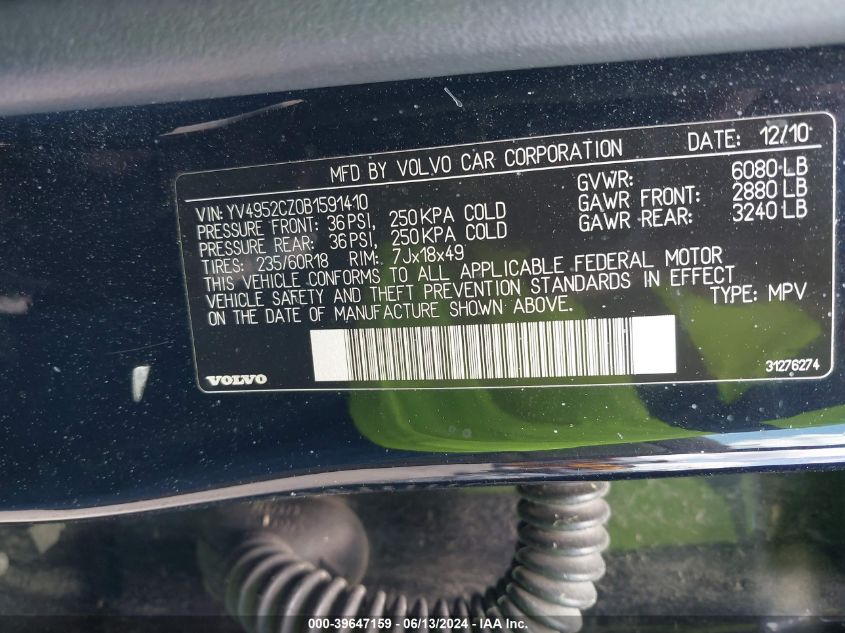 MFD BY VOLVO CAR CORPORATION DATE: 12/10
VIN: YV4952CZ0B1591410 GVWR: 6080 LB
PRESSURE FRONT: 36 PSI, 250 KPA COLD GAWR FRONT: 2880 LB
PRESSURE REAR: 36 PSI, 250 KPA COLD GAWR REAR: 3240 LB
TIRES: 235/60R18 RIM: 7Jx18x49
THIS VEHICLE CONFORMS TO ALL APPLICABLE FEDERAL MOTOR
VEHICLE SAFETY AND THEFT PREVENTION STANDARDS IN EFFECT
ON THE DATE OF MANUFACTURE SHOWN ABOVE. TYPE: MPV
VOLVO 31276274
000-39647159 - 06/13/2024 - IAA Inc.